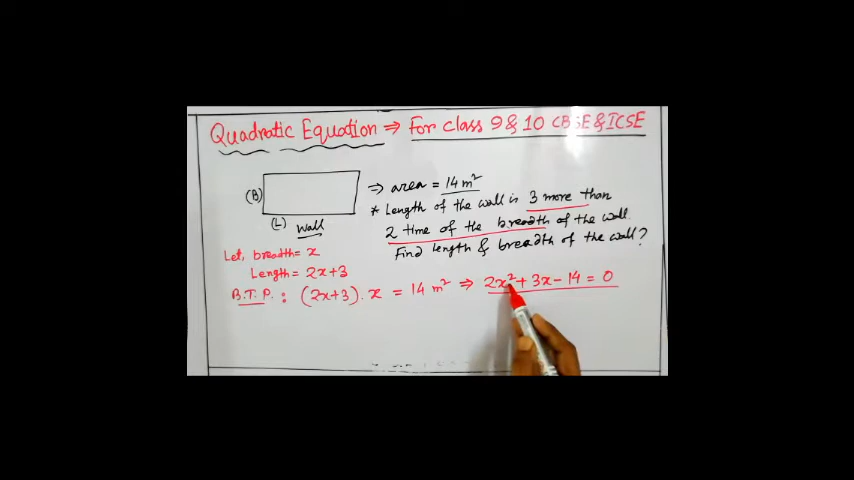 Quadratic Equation ⇒ For class 9 & 10 CBSE & ICSE
⇒ area = 14 m²
(B)
* Length of the wall is 3 more than
(L) Wall
2 time of the breadth of the wall.
Find length & breadth of the wall?
Let, breadth = x
Length = 2x+3
B.T.P. : (2x+3) . x = 14 m² ⇒ 2x² + 3x - 14 = 0